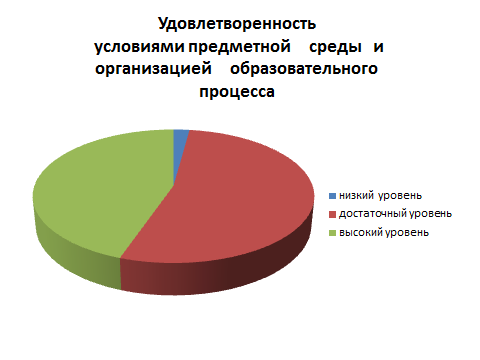 Удовлетворенность
условиями предметной среды и
организацией образовательного
процесса
низкий уровень
достаточный уровень
высокий уровень